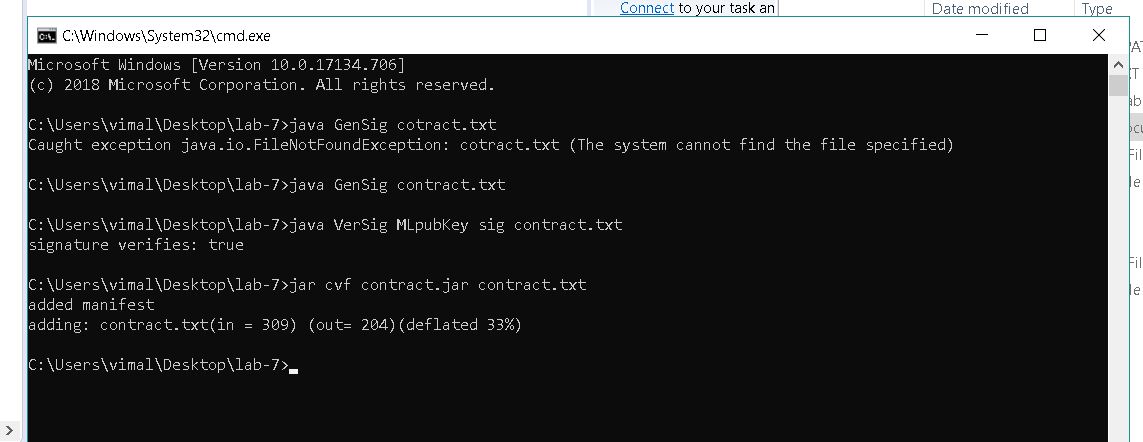 Connect to your task an
Date modified
Type
C:\Windows\System32\cmd.exe
Microsoft Windows [Version 10.0.17134.706]
(c) 2018 Microsoft Corporation. All rights reserved.
C:\Users\vimal\Desktop\lab-7>java GenSig cotract.txt
Caught exception java.io.FileNotFoundException: cotract.txt (The system cannot find the file specified)
C:\Users\vimal\Desktop\lab-7>java GenSig contract.txt
C:\Users\vimal\Desktop\lab-7>java VerSig MLpubKey sig contract.txt
signature verifies: true
C:\Users\vimal\Desktop\lab-7>jar cvf contract.jar contract.txt
added manifest
adding: contract.txt(in = 309) (out= 204)(deflated 33%)
C:\Users\vimal\Desktop\lab-7>